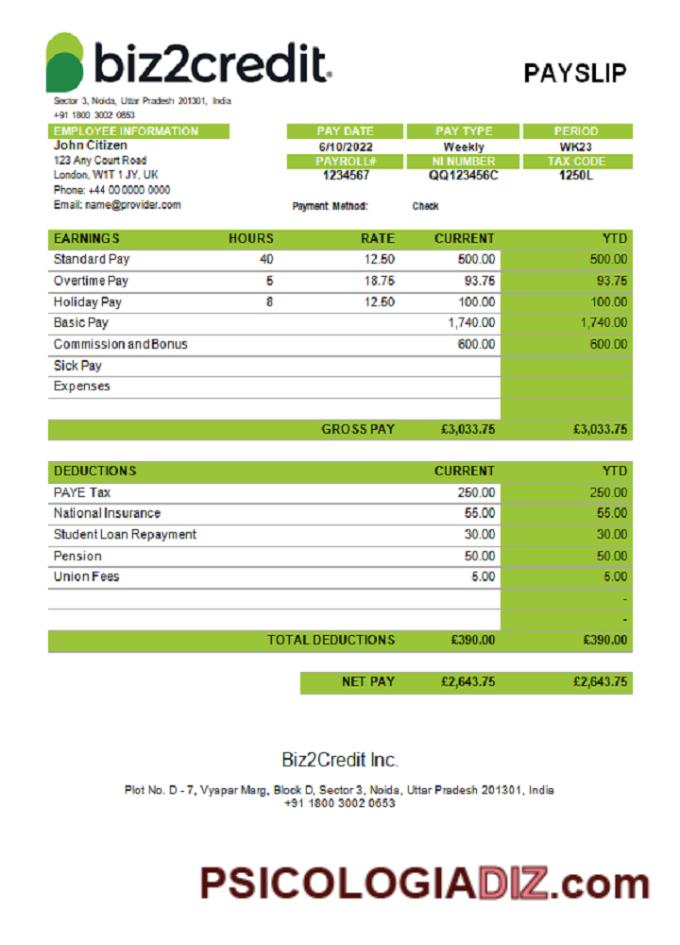 biz2credit.
PAYSLIP
Sector 3, Noida, Uttar Pradesh 201301, India
+91 1800 3002 0653
EMPLOYEE INFORMATION PAY DATE PAY TYPE PERIOD
John Citizen 6/10/2022 Weekly WK23
123 Any Court Road PAYROLL# NI NUMBER TAX CODE
London, W1T 1 JY, UK 1234567 QQ123456C 1250L
Phone: +44 00 0000 0000
Email: name@provider.com Payment Method: Check
EARNINGS HOURS RATE CURRENT YTD
Standard Pay 40 12.50 500.00 500.00
Overtime Pay 5 18.75 93.75 93.75
Holiday Pay 8 12.50 100.00 100.00
Basic Pay 1,740.00 1,740.00
Commission and Bonus 600.00 600.00
Sick Pay
Expenses
GROSS PAY £3,033.75 £3,033.75
DEDUCTIONS CURRENT YTD
PAYE Tax 250.00 250.00
National Insurance 55.00 55.00
Student Loan Repayment 30.00 30.00
Pension 50.00 50.00
Union Fees 5.00 5.00
-
-
TOTAL DEDUCTIONS £390.00 £390.00
NET PAY £2,643.75 £2,643.75
Biz2Credit Inc.
Plot No. D - 7, Vyapar Marg, Block D, Sector 3, Noida, Uttar Pradesh 201301, India
+91 1800 3002 0653
PSICOLOGIADIZ.com